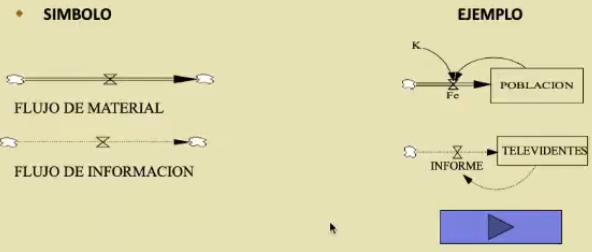 SIMBOLO
EJEMPLO
K
Fc
POBLACION
FLUJO DE MATERIAL
INFORME
TELEVIDENTES
FLUJO DE INFORMACION